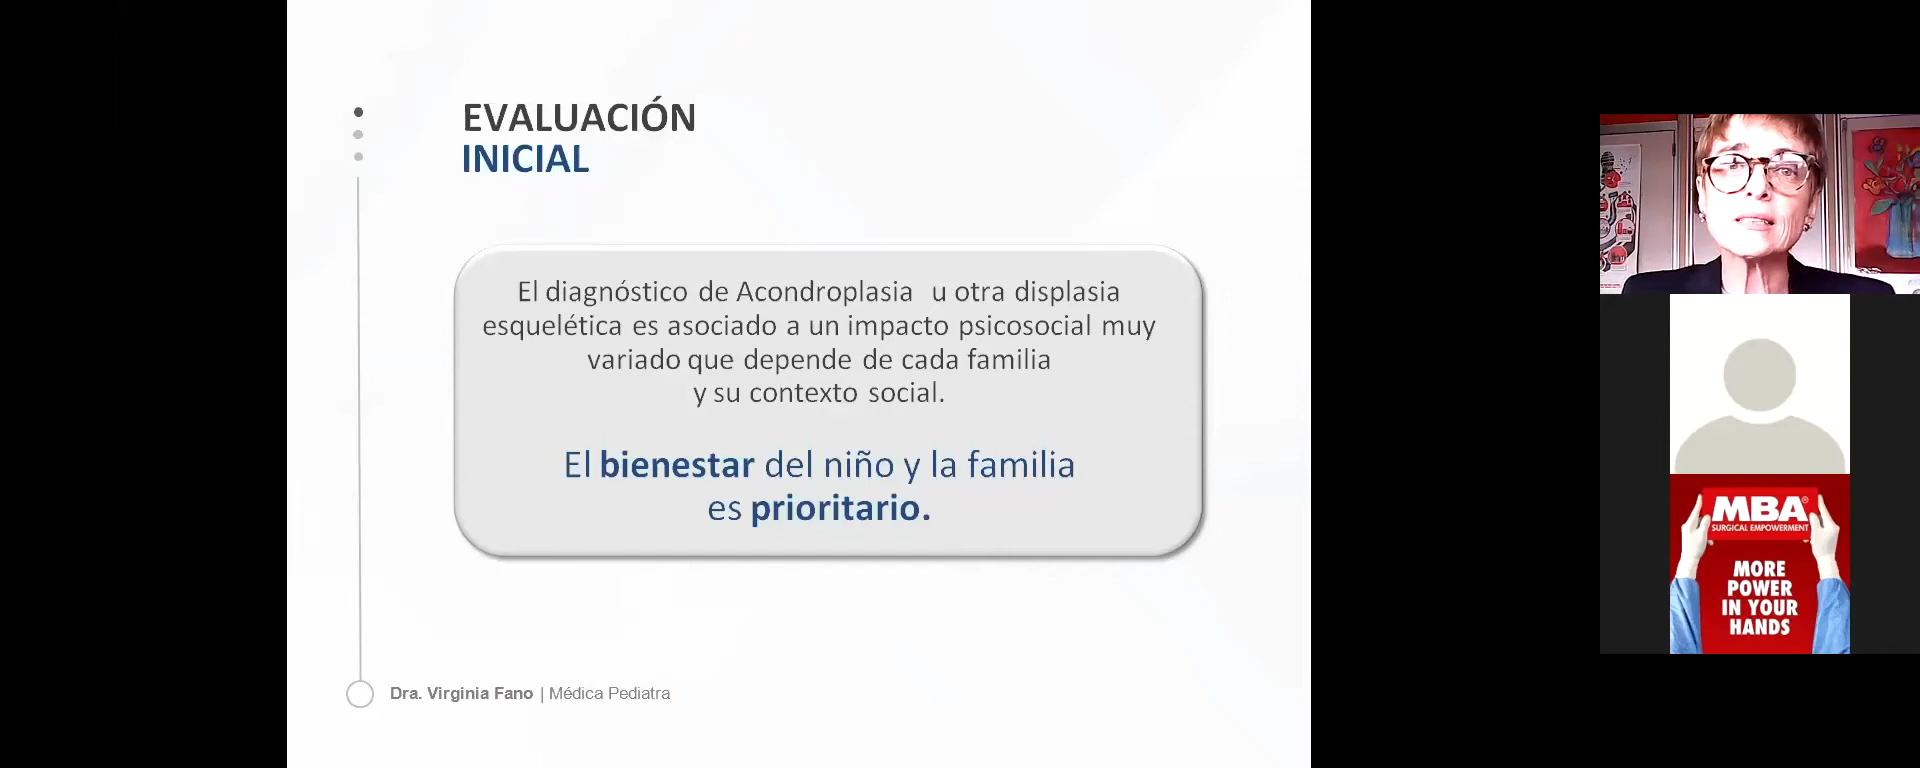 EVALUACIÓN
INICIAL
El diagnóstico de Acondroplasia u otra displasia
esquelética es asociado a un impacto psicosocial muy
variado que depende de cada familia
y su contexto social.
El bienestar del niño y la familia
es prioritario.
Dra. Virginia Fano | Médica Pediatra
MBA®
SURGICAL EMPOWERMENT
MORE
POWER
IN YOUR
HANDS